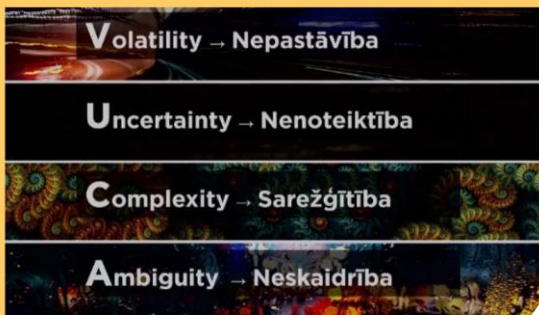 Volatility → Nepastāvība
Uncertainty → Nenoteiktība
Complexity → Sarežģītība
Ambiguity → Neskaidrība